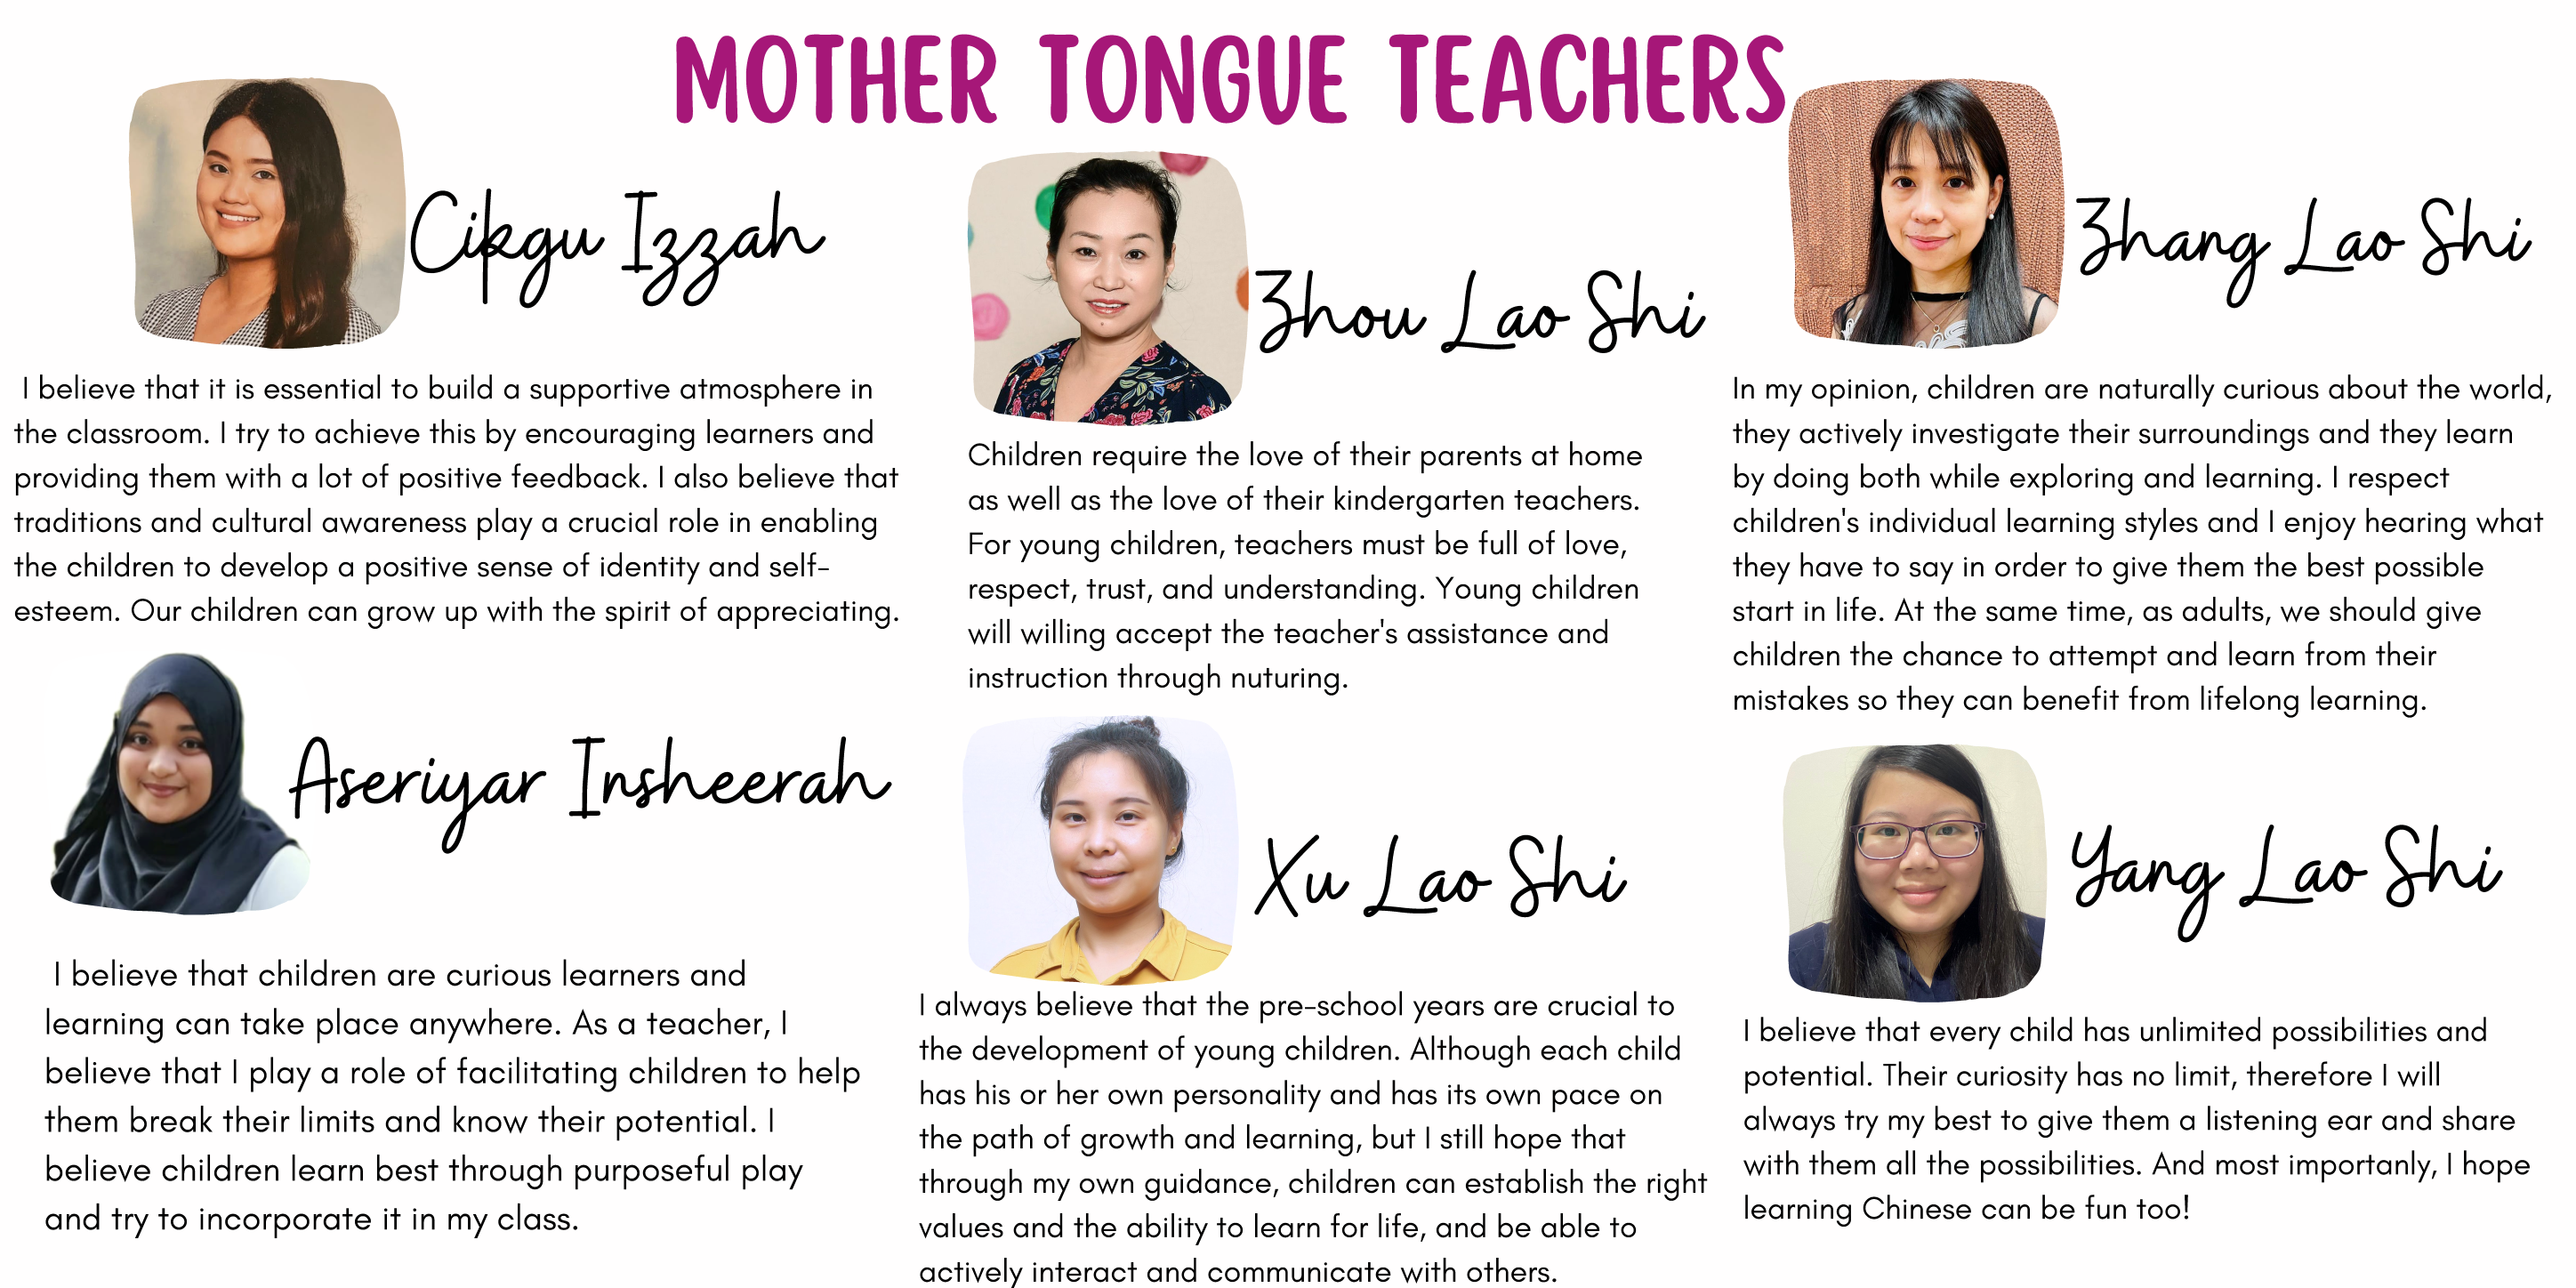 MOTHER TONGUE TEACHERS
Cikgu Izzah
I believe that it is essential to build a supportive atmosphere in
the classroom. I try to achieve this by encouraging learners and
providing them with a lot of positive feedback. I also believe that
traditions and cultural awareness play a crucial role in enabling
the children to develop a positive sense of identity and self-
esteem. Our children can grow up with the spirit of appreciating.
Zhou Lao Shi
Children require the love of their parents at home
as well as the love of their kindergarten teachers.
For young children, teachers must be full of love,
respect, trust, and understanding. Young children
will willing accept the teacher's assistance and
instruction through nuturing.
Zhang Lao Shi
In my opinion, children are naturally curious about the world,
they actively investigate their surroundings and they learn
by doing both while exploring and learning. I respect
children's individual learning styles and I enjoy hearing what
they have to say in order to give them the best possible
start in life. At the same time, as adults, we should give
children the chance to attempt and learn from their
mistakes so they can benefit from lifelong learning.
Aseriyar Insheerah
I believe that children are curious learners and
learning can take place anywhere. As a teacher, I
believe that I play a role of facilitating children to help
them break their limits and know their potential. I
believe children learn best through purposeful play
and try to incorporate it in my class.
Xu Lao Shi
I always believe that the pre-school years are crucial to
the development of young children. Although each child
has his or her own personality and has its own pace on
the path of growth and learning, but I still hope that
through my own guidance, children can establish the right
values and the ability to learn for life, and be able to
actively interact and communicate with others.
Yang Lao Shi
I believe that every child has unlimited possibilities and
potential. Their curiosity has no limit, therefore I will
always try my best to give them a listening ear and share
with them all the possibilities. And most importanly, I hope
learning Chinese can be fun too!